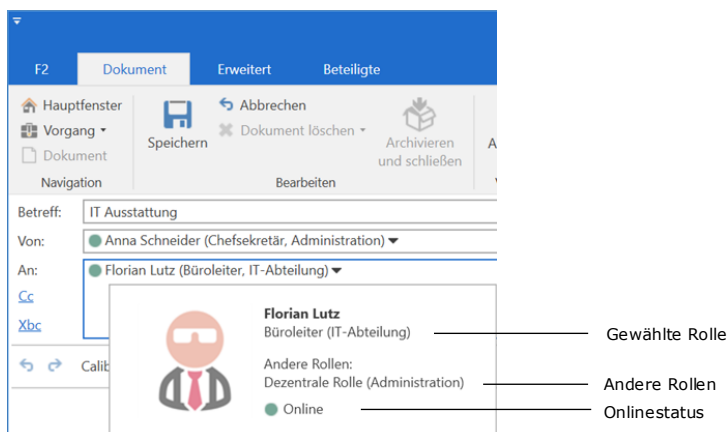 F2 Dokument Erweitert Beteiligte
Hauptfenster
Vorgang
Dokument
Navigation
Speichern
Abbrechen
Dokument löschen
Archivieren
und schließen
Bearbeiten
A
Betreff: IT Ausstattung
Von: Anna Schneider (Chefsekretär, Administration)
An: Florian Lutz (Büroleiter, IT-Abteilung)
Cc
Xbc
Calib
Florian Lutz
Büroleiter (IT-Abteilung)
Andere Rollen:
Dezentrale Rolle (Administration)
Online
Gewählte Rolle
Andere Rollen
Onlinestatus